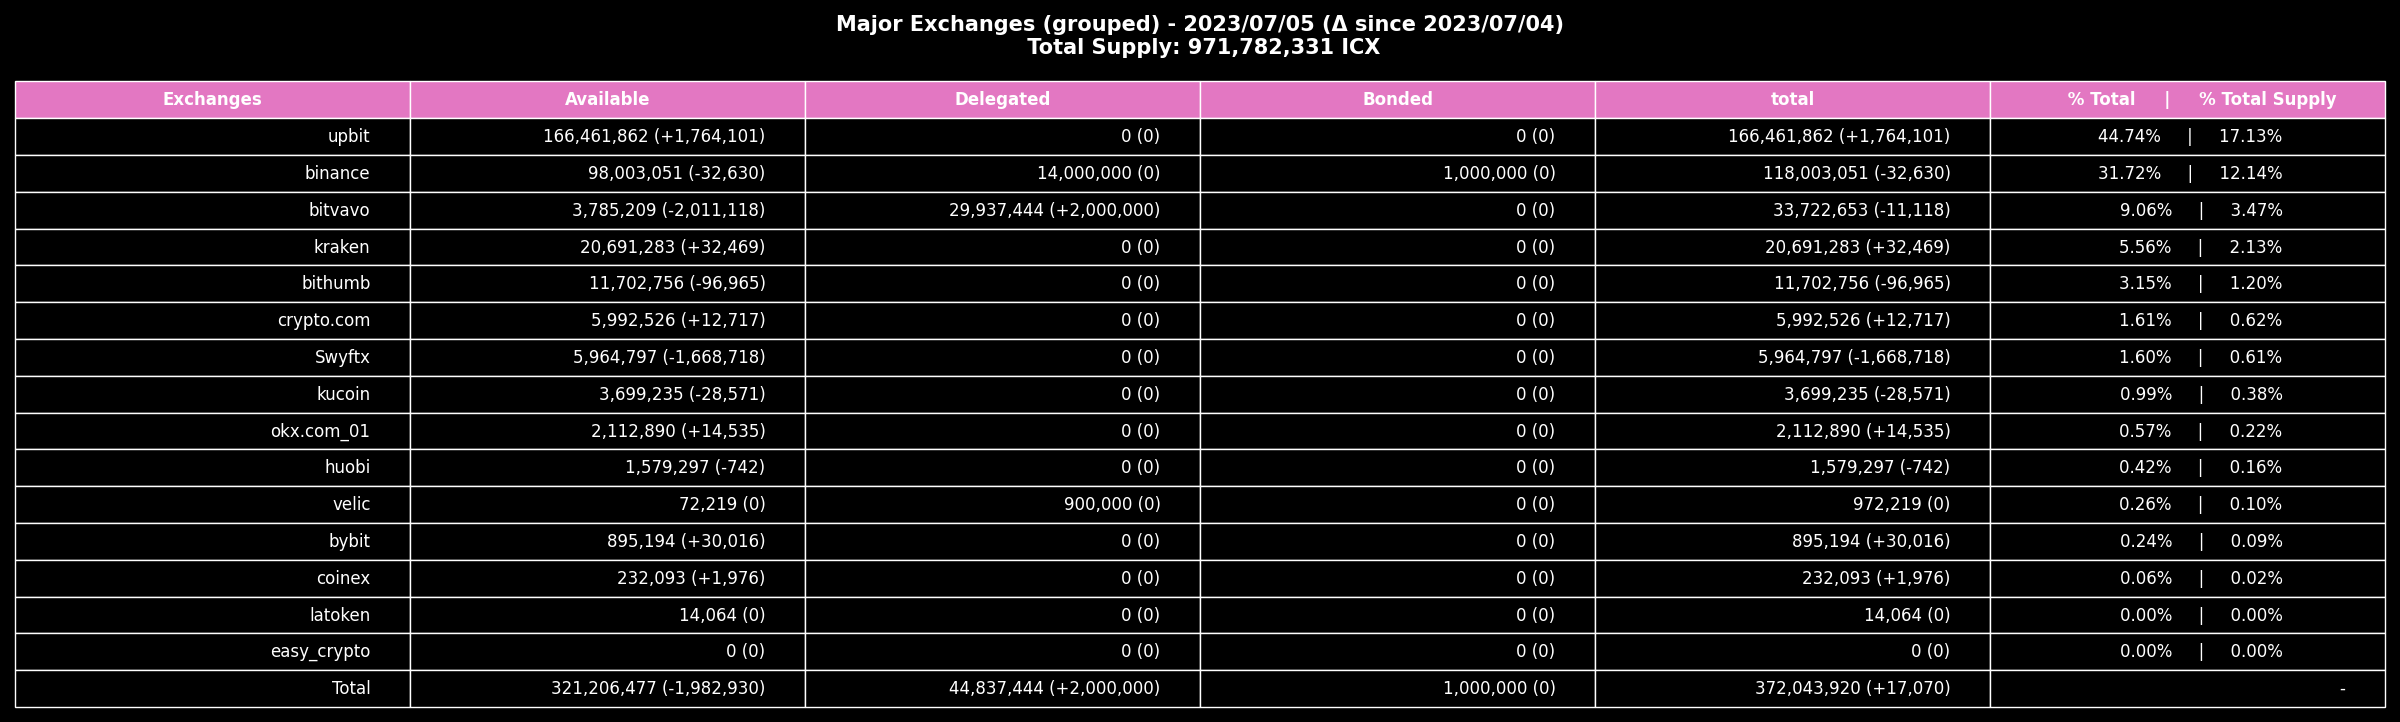 Major Exchanges (grouped) - 2023/07/05 (Δ since 2023/07/04)
Total Supply: 971,782,331 ICX
Exchanges Available Delegated Bonded total % Total | % Total Supply
upbit 166,461,862 (+1,764,101) 0 (0) 0 (0) 166,461,862 (+1,764,101) 44.74% | 17.13%
binance 98,003,051 (-32,630) 14,000,000 (0) 1,000,000 (0) 118,003,051 (-32,630) 31.72% | 12.14%
bitvavo 3,785,209 (-2,011,118) 29,937,444 (+2,000,000) 0 (0) 33,722,653 (-11,118) 9.06% | 3.47%
kraken 20,691,283 (+32,469) 0 (0) 0 (0) 20,691,283 (+32,469) 5.56% | 2.13%
bithumb 11,702,756 (-96,965) 0 (0) 0 (0) 11,702,756 (-96,965) 3.15% | 1.20%
crypto.com 5,992,526 (+12,717) 0 (0) 0 (0) 5,992,526 (+12,717) 1.61% | 0.62%
Swyftx 5,964,797 (-1,668,718) 0 (0) 0 (0) 5,964,797 (-1,668,718) 1.60% | 0.61%
kucoin 3,699,235 (-28,571) 0 (0) 0 (0) 3,699,235 (-28,571) 0.99% | 0.38%
okx.com_01 2,112,890 (+14,535) 0 (0) 0 (0) 2,112,890 (+14,535) 0.57% | 0.22%
huobi 1,579,297 (-742) 0 (0) 0 (0) 1,579,297 (-742) 0.42% | 0.16%
velic 72,219 (0) 900,000 (0) 0 (0) 972,219 (0) 0.26% | 0.10%
bybit 895,194 (+30,016) 0 (0) 0 (0) 895,194 (+30,016) 0.24% | 0.09%
coinex 232,093 (+1,976) 0 (0) 0 (0) 232,093 (+1,976) 0.06% | 0.02%
latoken 14,064 (0) 0 (0) 0 (0) 14,064 (0) 0.00% | 0.00%
easy_crypto 0 (0) 0 (0) 0 (0) 0 (0) 0.00% | 0.00%
Total 321,206,477 (-1,982,930) 44,837,444 (+2,000,000) 1,000,000 (0) 372,043,920 (+17,070) -